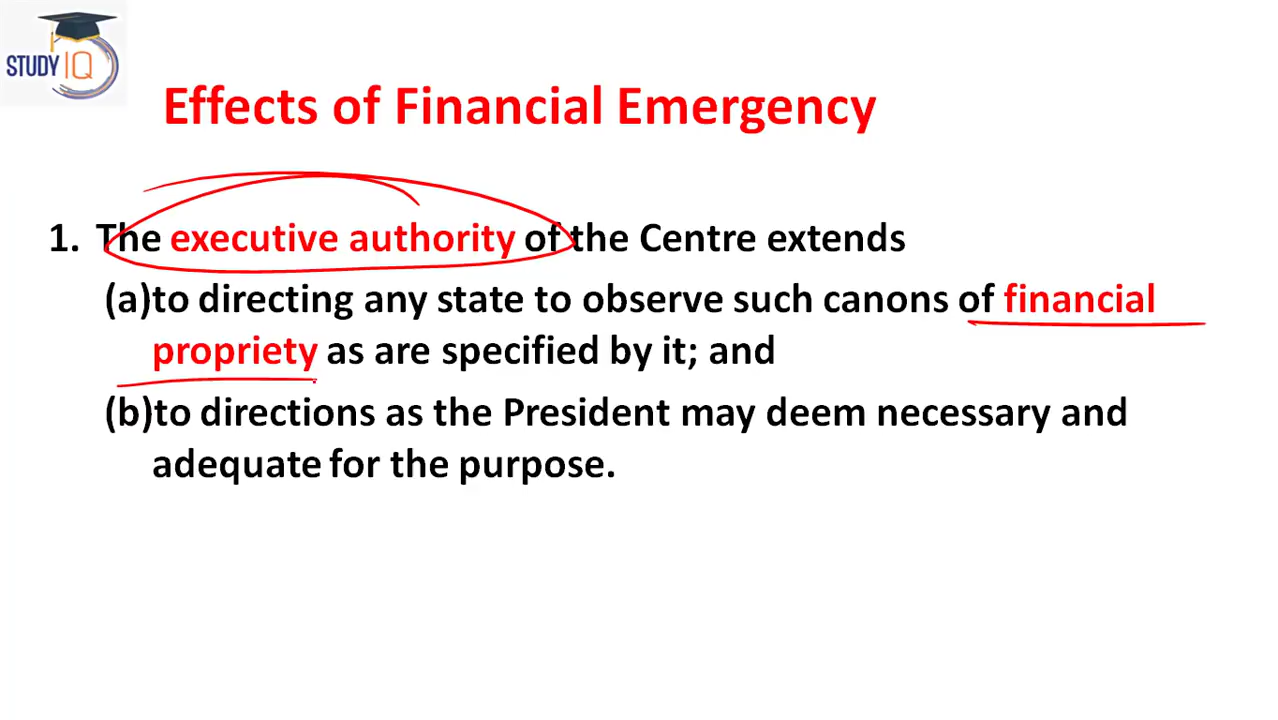 STUDY IQ
Effects of Financial Emergency
1. The executive authority of the Centre extends
(a)to directing any state to observe such canons of financial
propriety as are specified by it; and
(b)to directions as the President may deem necessary and
adequate for the purpose.